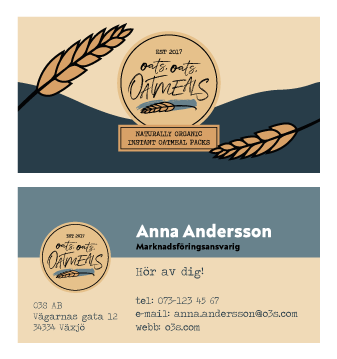 EST 2017
oats, oats,
OATMEALS
NATURALLY ORGANIC
INSTANT OATMEAL PACKS
EST 2017
oats, oats,
OATMEALS
Anna Andersson
Marknadsföringsansvarig
Hör av dig!
O3S AB
Vägarnas gata 12
34334 Växjö
tel: 073-123 45 67
e-mail: anna.andersson@o3s.com
webb: o3s.com